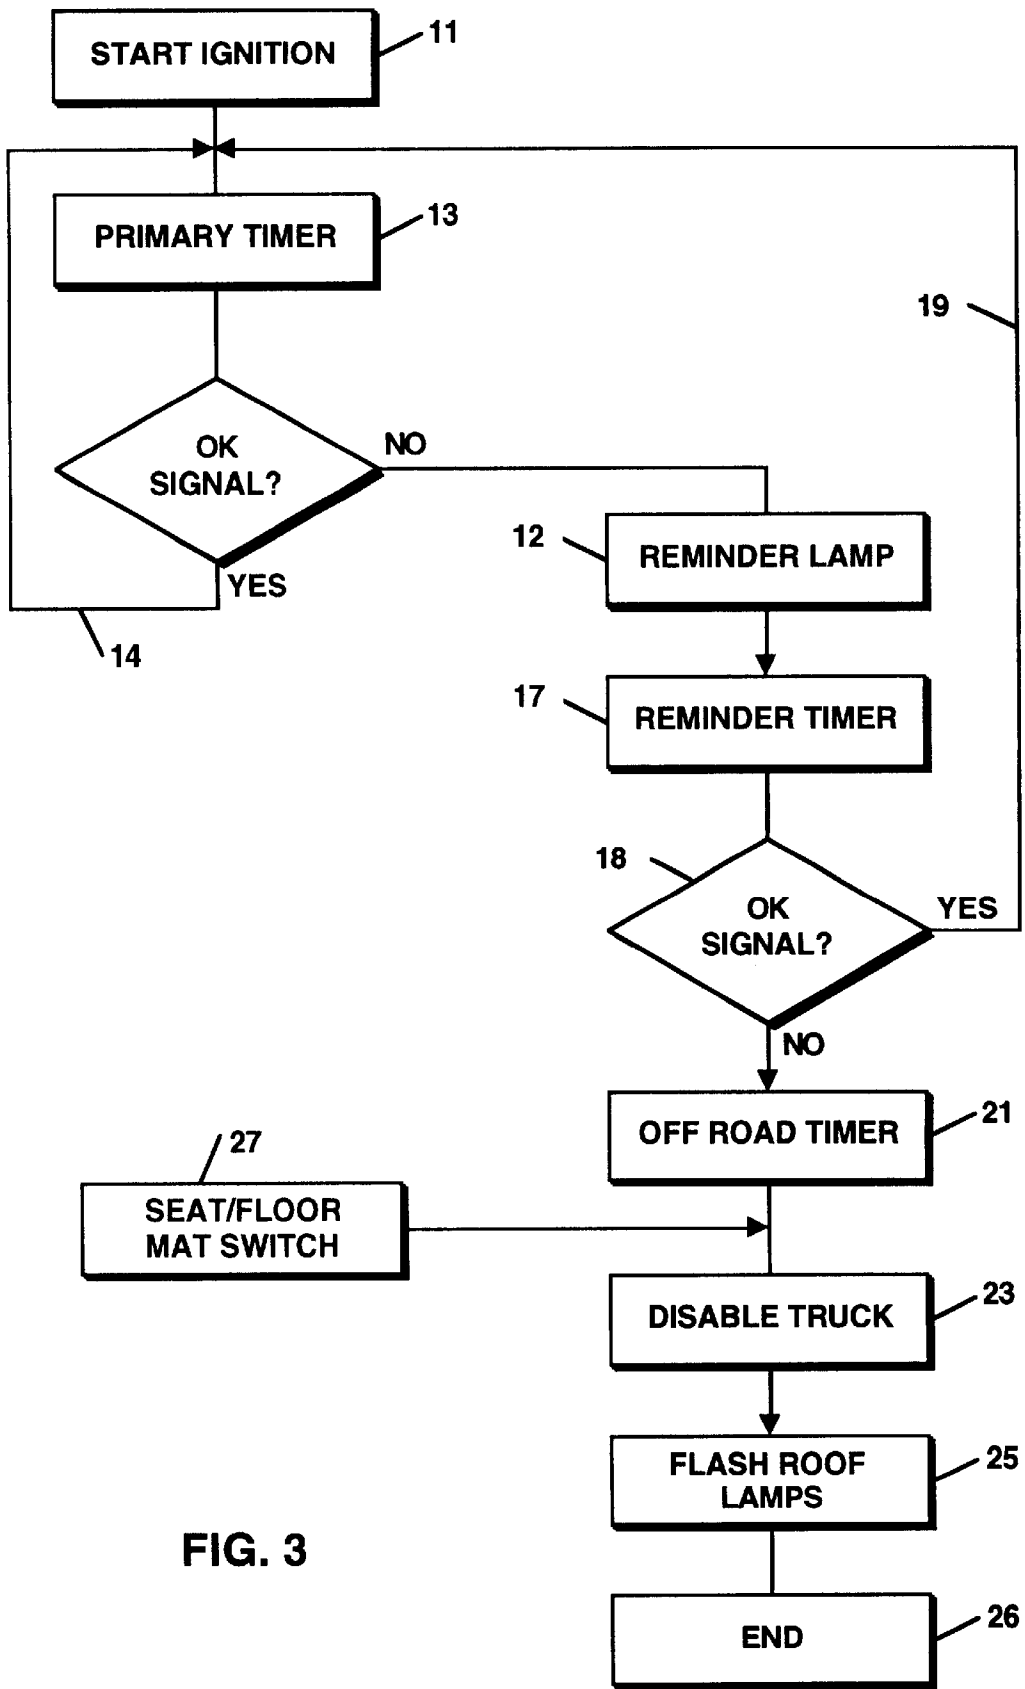 START IGNITION
11
PRIMARY TIMER
13
19
OK
SIGNAL?
NO
YES
14
12
REMINDER LAMP
17
REMINDER TIMER
18
OK
SIGNAL?
YES
NO
OFF ROAD TIMER
21
27
SEAT/FLOOR
MAT SWITCH
DISABLE TRUCK
23
FLASH ROOF
LAMPS
25
FIG. 3
END
26